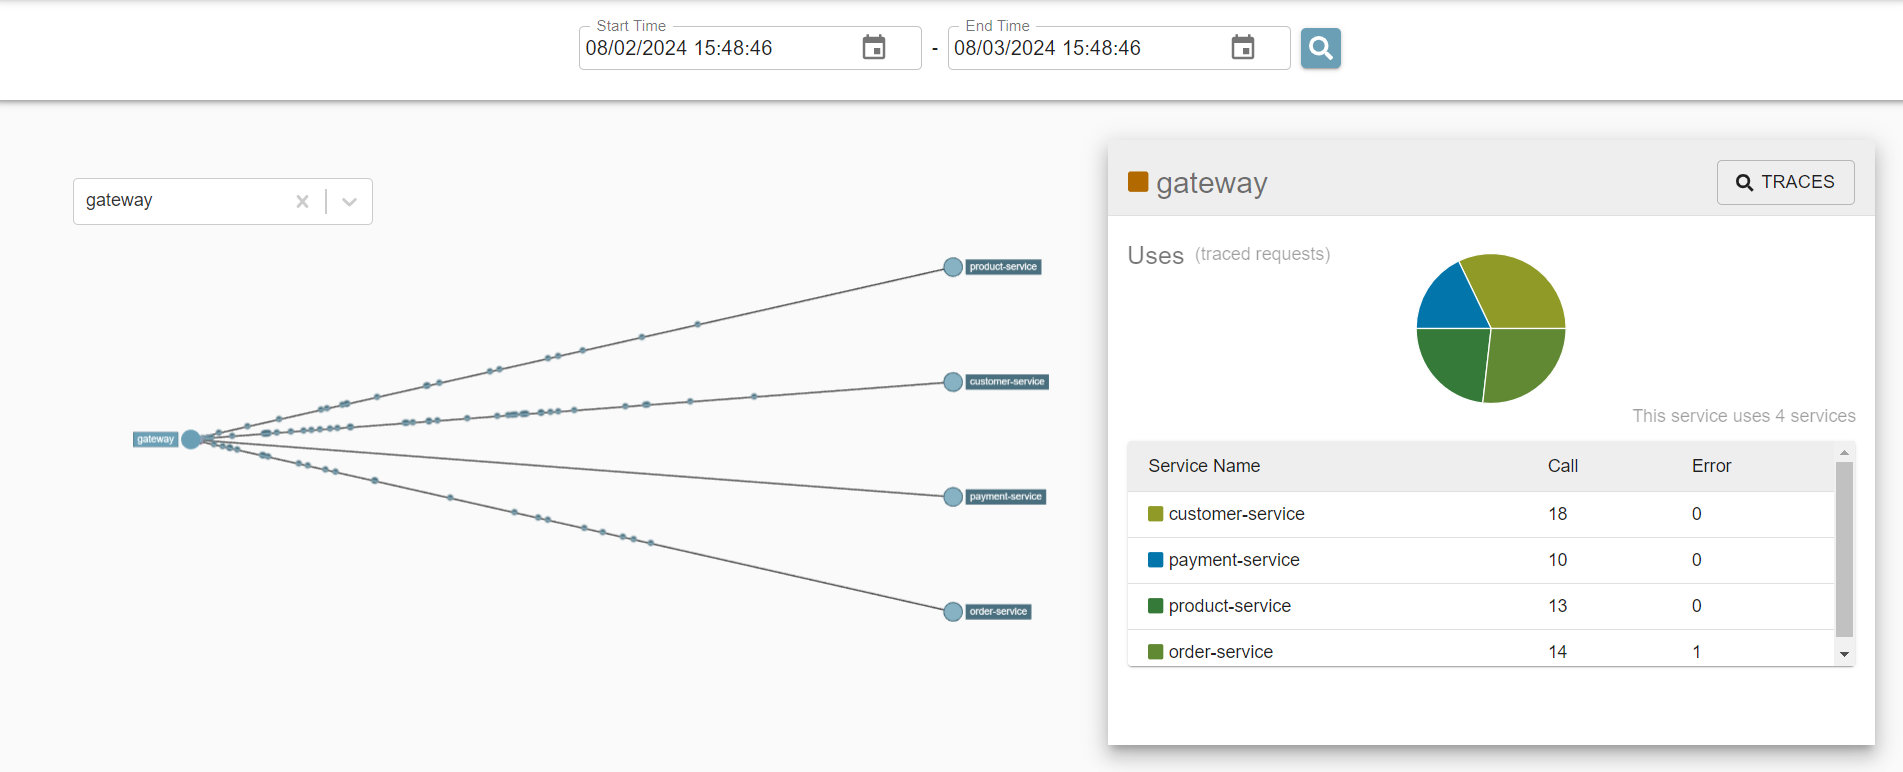 Start Time
08/02/2024 15:48:46
-
End Time
08/03/2024 15:48:46
gateway
product-service
customer-service
gateway
payment-service
order-service
gateway
TRACES
Uses (traced requests)
This service uses 4 services
Service Name Call Error
customer-service 18 0
payment-service 10 0
product-service 13 0
order-service 14 1